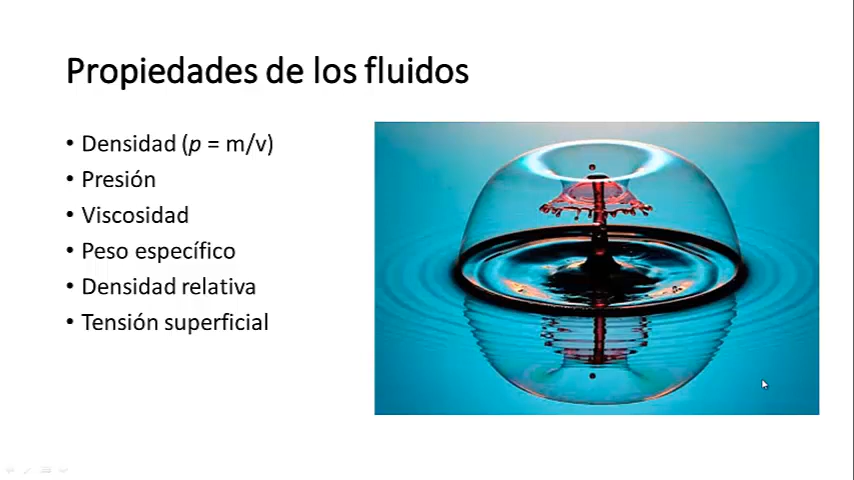 Propiedades de los fluidos
• Densidad (p = m/v)
• Presión
• Viscosidad
• Peso específico
• Densidad relativa
• Tensión superficial